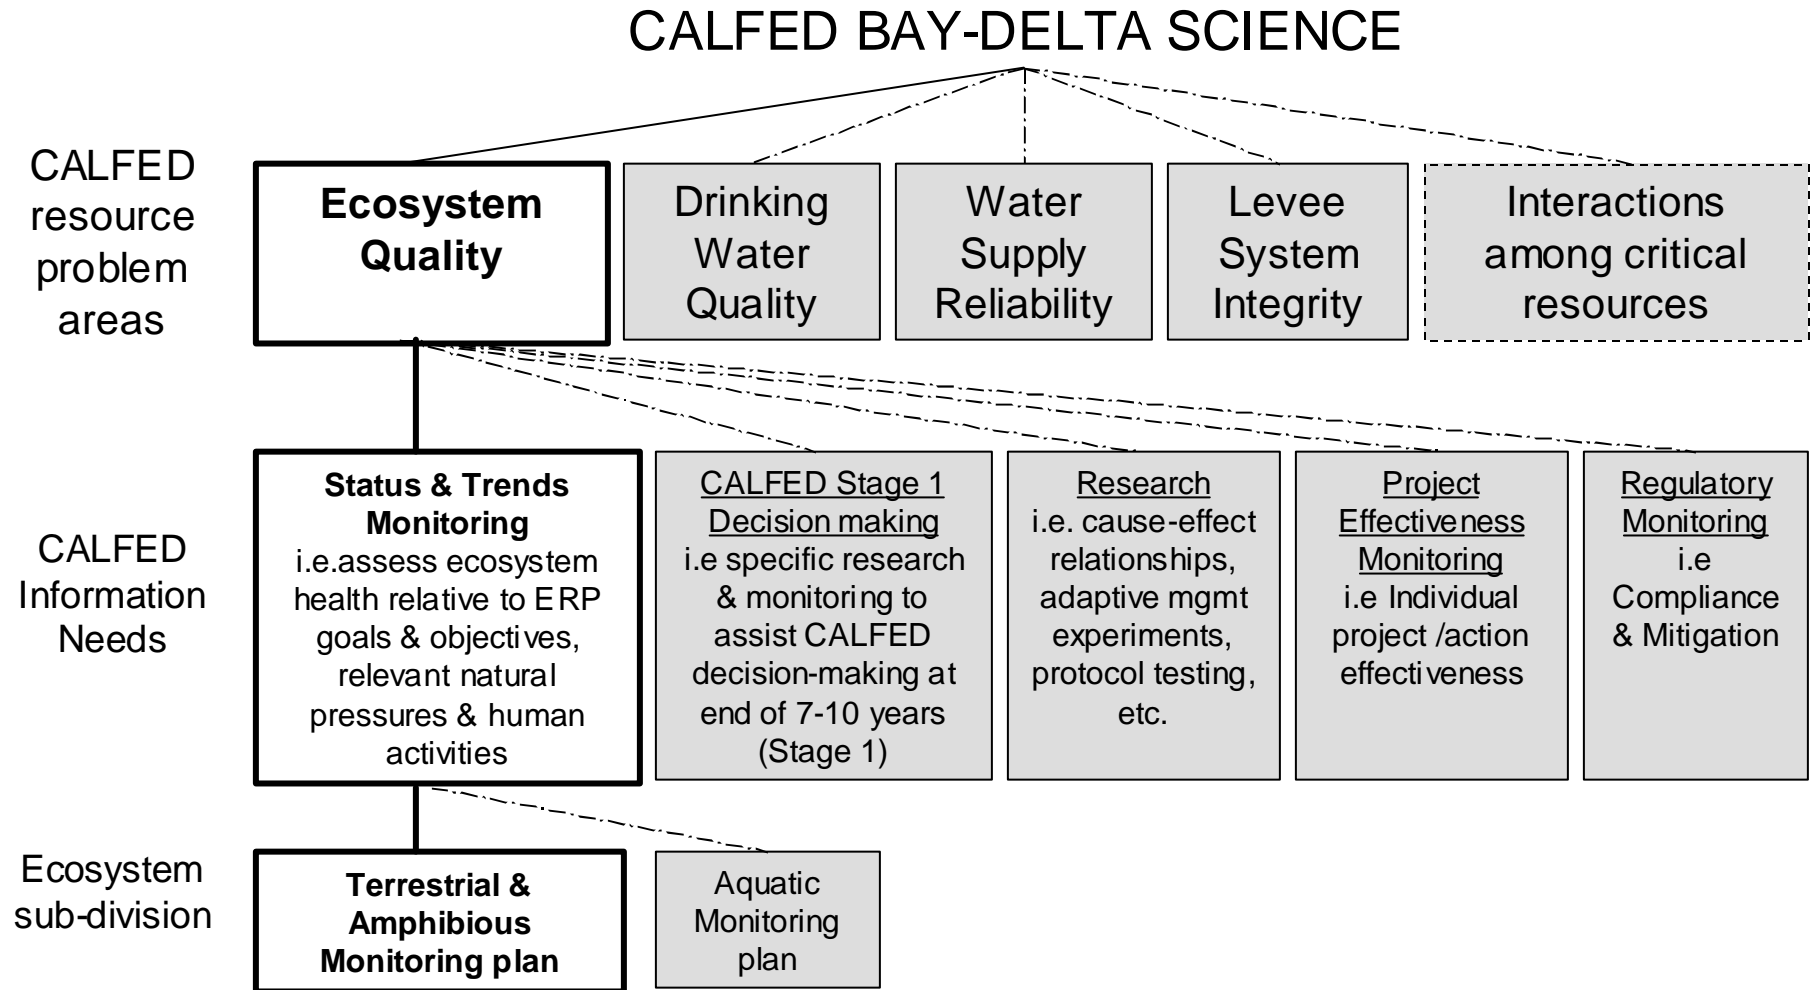 CALFED BAY-DELTA SCIENCE
CALFED
resource
problem
areas
Ecosystem
Quality
Drinking
Water
Quality
Water
Supply
Reliability
Levee
System
Integrity
Interactions
among critical
resources
CALFED
Information
Needs
Status & Trends
Monitoring
i.e.assess ecosystem
health relative to ERP
goals & objectives,
relevant natural
pressures & human
activities
CALFED Stage 1
Decision making
i.e specific research
& monitoring to
assist CALFED
decision-making at
end of 7-10 years
(Stage 1)
Research
i.e. cause-effect
relationships,
adaptive mgmt
experiments,
protocol testing,
etc.
Project
Effectiveness
Monitoring
i.e Individual
project /action
effectiveness
Regulatory
Monitoring
i.e
Compliance
& Mitigation
Ecosystem
sub-division
Terrestrial &
Amphibious
Monitoring plan
Aquatic
Monitoring
plan